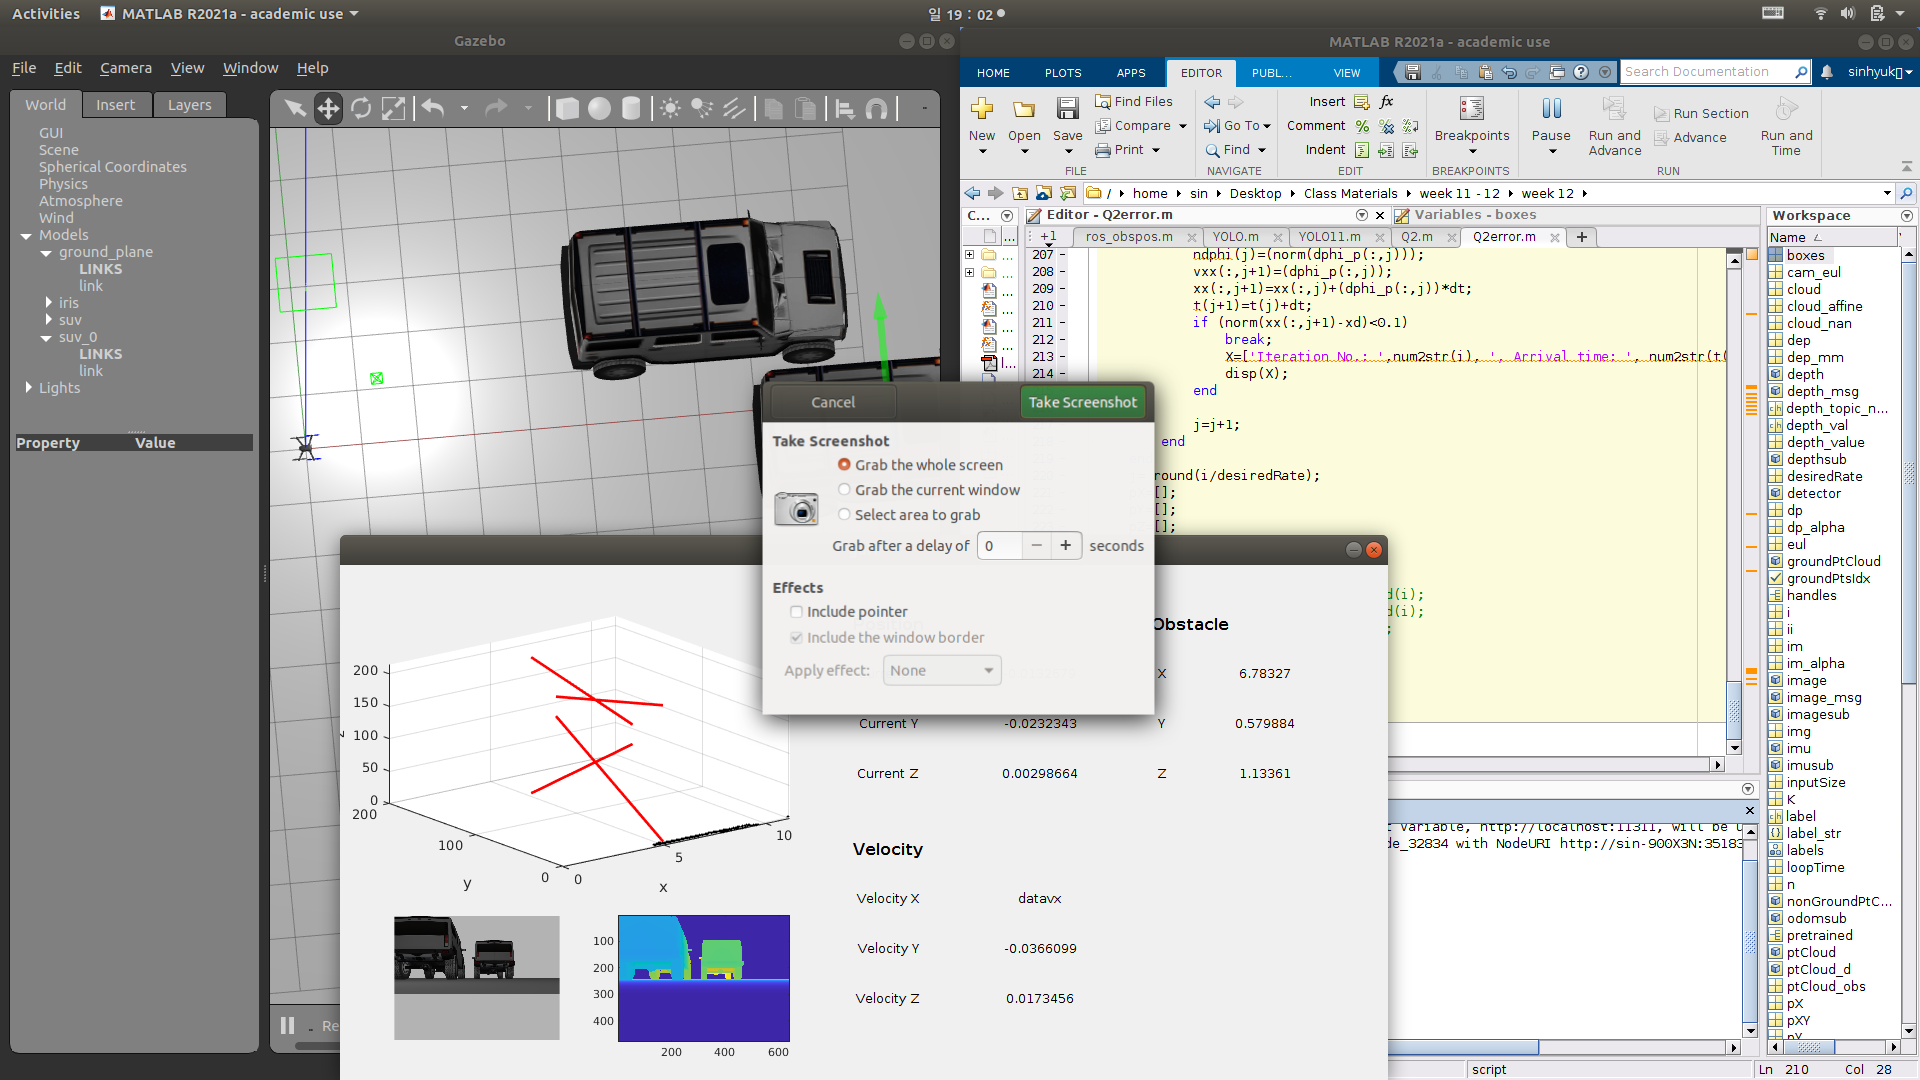 Activities
MATLAB R2021a - academic use
일 19 : 02
Gazebo
File Edit Camera View Window Help
World Insert Layers
GUI
Scene
Spherical Coordinates
Physics
Atmosphere
Wind
Models
ground_plane
LINKS
link
iris
suv
suv_0
LINKS
link
Lights
Property Value
Re
MATLAB R2021a - academic use
HOME PLOTS APPS EDITOR PUBL... VIEW
Search Documentation
sinhyuk
New Open Save
Find Files
Compare
Print
FILE
Go To
Find
NAVIGATE
Insert
Comment
Indent
EDIT
Breakpoints
BREAKPOINTS
Pause
Run and Advance
Run Section
Advance
Run and Time
RUN
/ home sin Desktop Class Materials week 11 - 12 week 12
C...
Editor - Q2error.m
Variables - boxes
+1 ros_obspos.m YOLO.m YOLO11.m Q2.m Q2error.m +
207 ndphi(j)=(norm(dphi_p(:,j)));
208 vxx(:,j+1)=(dphi_p(:,j));
209 xx(:,j+1)=xx(:,j)+(dphi_p(:,j))*dt;
210 t(j+1)=t(j)+dt;
211 if (norm(xx(:,j+1)-xd)<0.1)
212 break;
213 X=['Iteration No.: ',num2str(i), ', Arrival time: ', num2str(t(
214 disp(X);
end
j=j+1;
end
round(i/desiredRate);
[];
[];
[];
d(i);
d(i);
;
Workspace
Name
boxes
cam_eul
cloud
cloud_affine
cloud_nan
dep
dep_mm
depth
depth_msg
depth_topic_n...
depth_val
depth_value
depthsub
desiredRate
detector
dp
dp_alpha
eul
groundPtCloud
groundPtsIdx
handles
i
ii
im
im_alpha
image
image_msg
imagesub
img
imu
imusub
inputSize
K
label
label_str
labels
loopTime
n
nonGroundPtC...
odomsub
pretrained
ptCloud
ptCloud_d
ptCloud_obs
pX
pXY
pY
Cancel
Take Screenshot
Take Screenshot
Grab the whole screen
Grab the current window
Select area to grab
Grab after a delay of 0 − + seconds
Effects
Include pointer
Include the window border
Apply effect: None
200
150
100
50
0
200
100
0
y
0
5
10
x
z
100
200
300
400
200 400 600
Obstacle
X 6.78327
Current Y -0.0232343
Y 0.579884
Current Z 0.00298664
Z 1.13361
Velocity
Velocity X datavx
Velocity Y -0.0366099
Velocity Z 0.0173456
t variable, http://localhost:11311, will be u
de_32834 with NodeURI http://sin-900X3N:35183
script
Ln 210 Col 28